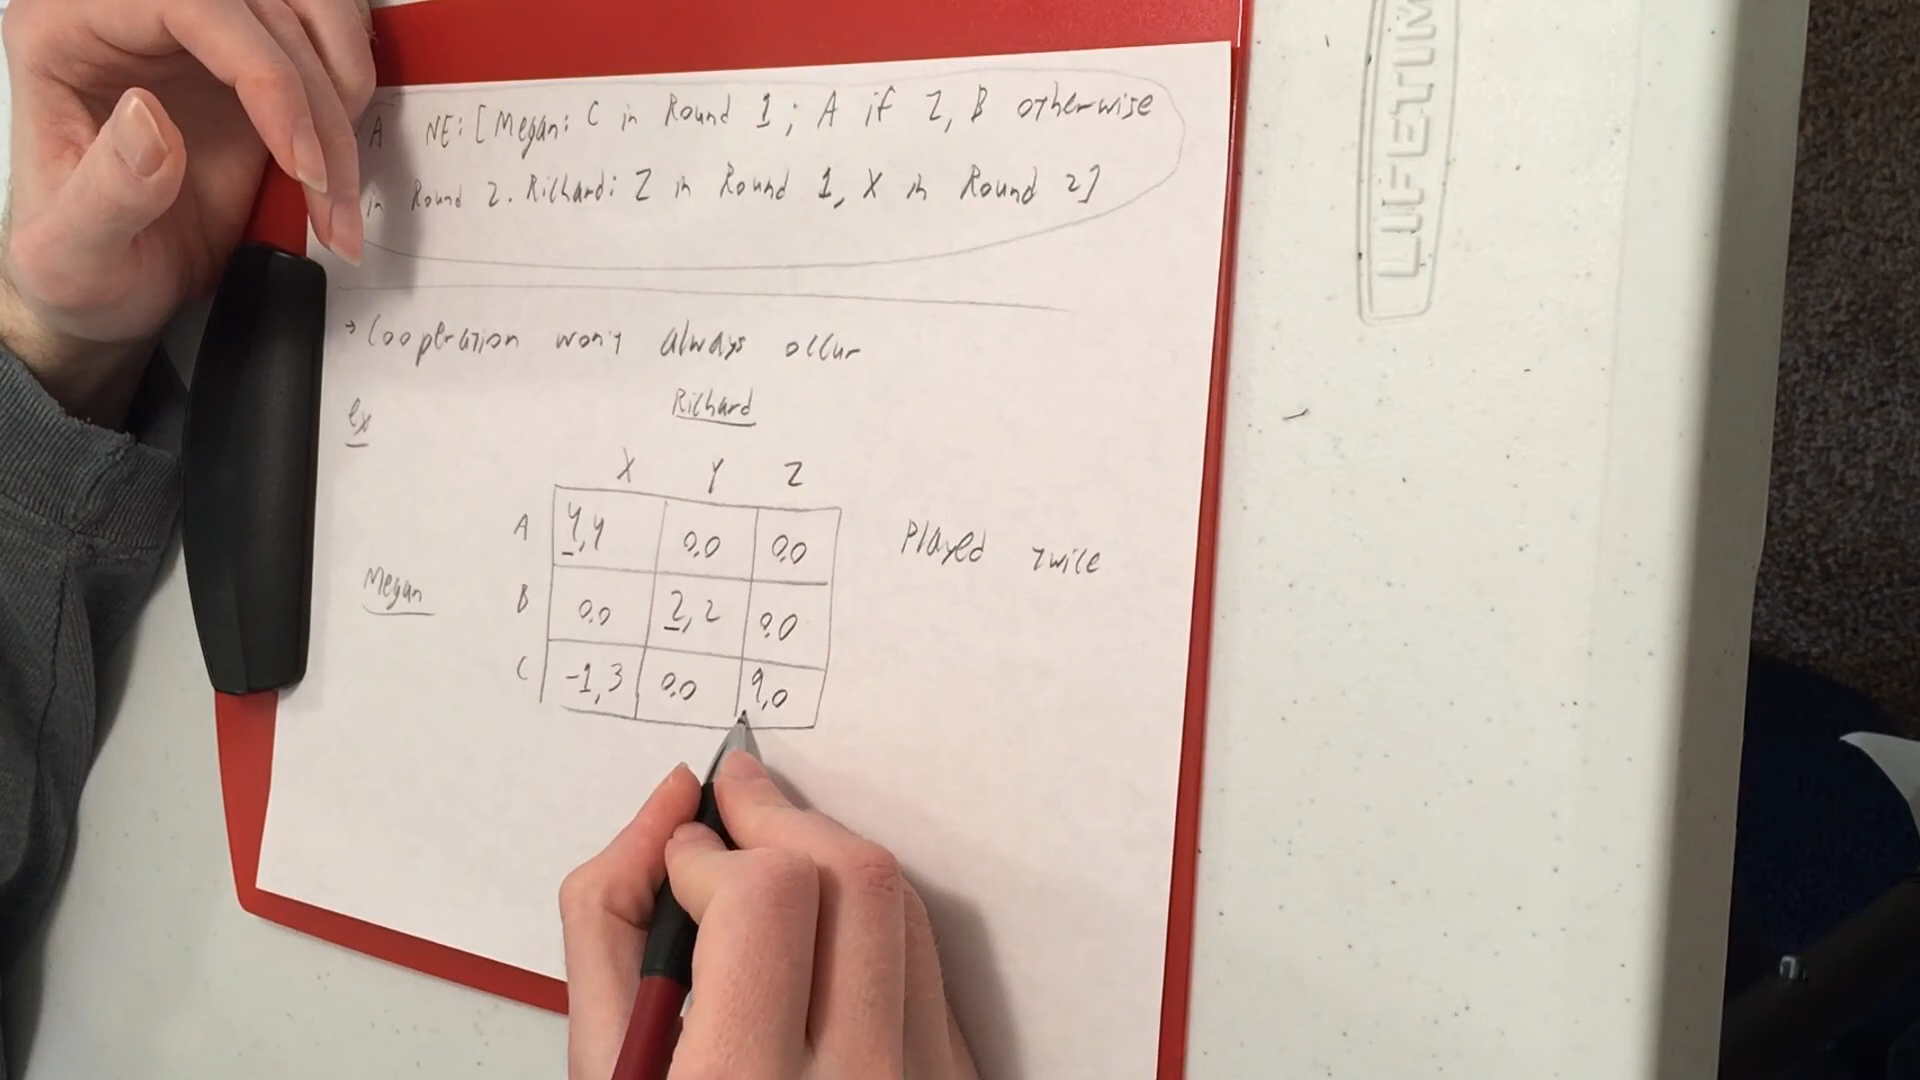 A NE: [Megan: C in Round 1; A if Z, B otherwise
in Round 2. Richard: Z in Round 1, X in Round 2]
→ Cooperation won't always occur
ex
Richard
X Y Z
A 4,4 0,0 0,0
Played twice
Megan
B 0,0 2,2 0,0
C -1,3 0,0 9,0
LIFETIM